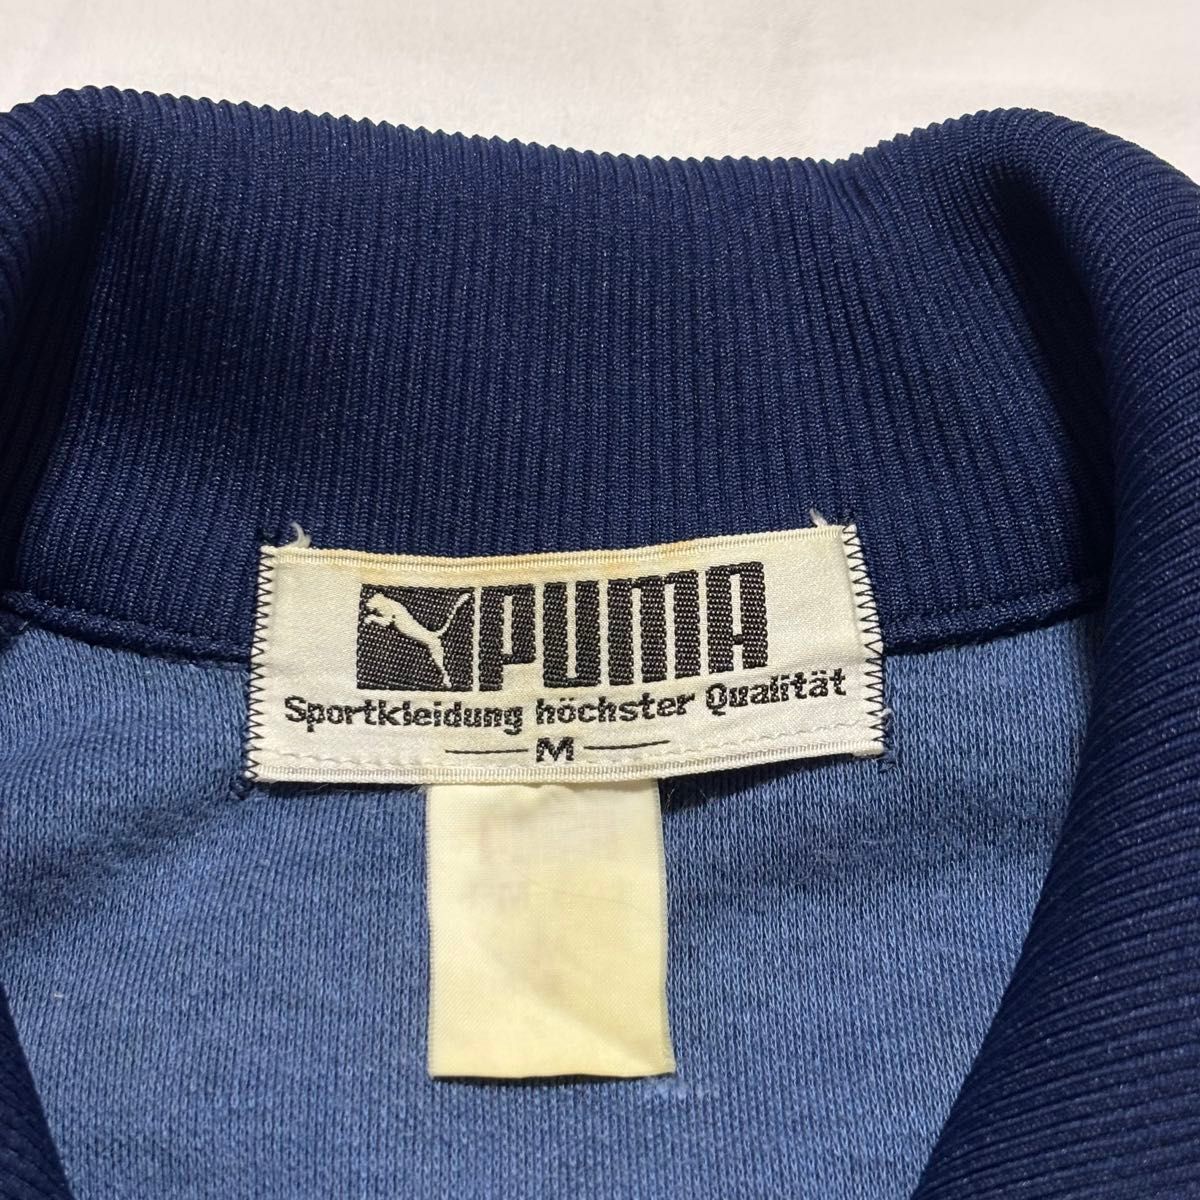 PUMA
Sportkleidung höchster Qualität
M